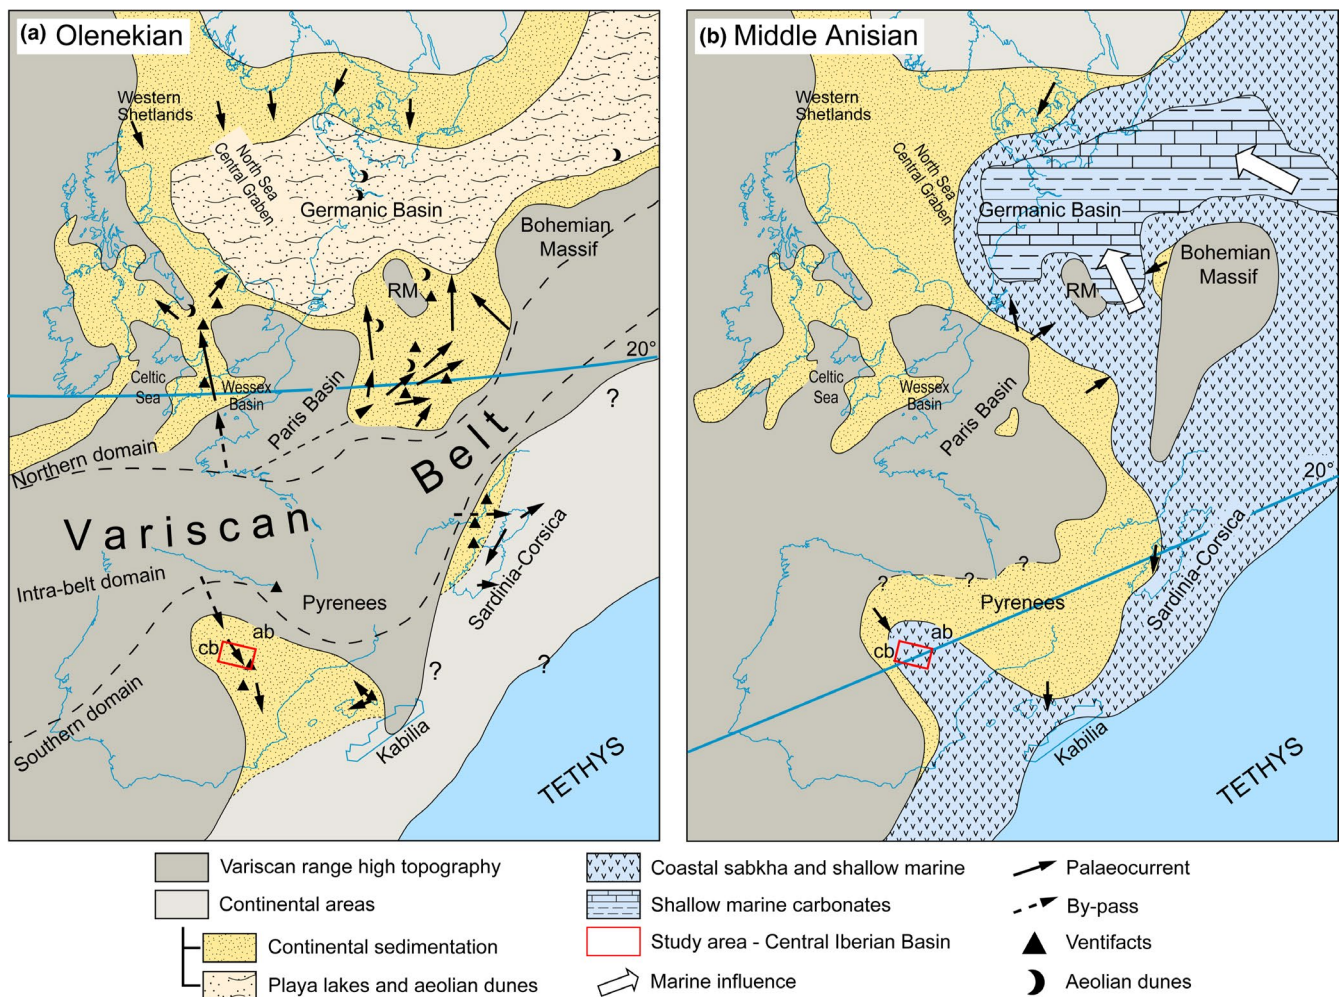 (a) Olenekian
Western
Shetlands
North Sea
Central Graben
Germanic Basin
Bohemian
Massif
RM
20°
Celtic
Sea
Wessex
Basin
Paris Basin
?
Northern domain
Belt
Variscan
Intra-belt domain
Pyrenees
Sardinia-Corsica
ab
cb
?
?
Southern domain
Kabilia
TETHYS
(b) Middle Anisian
Western
Shetlands
North Sea
Central Graben
Germanic Basin
Bohemian
Massif
RM
Celtic
Sea
Wessex
Basin
Paris Basin
20°
Sardinia-Corsica
?
?
?
Pyrenees
ab
cb
Kabilia
TETHYS
Variscan range high topography
Continental areas
Continental sedimentation
Playa lakes and aeolian dunes
Coastal sabkha and shallow marine
Shallow marine carbonates
Study area - Central Iberian Basin
Marine influence
Palaeocurrent
By-pass
Ventifacts
Aeolian dunes